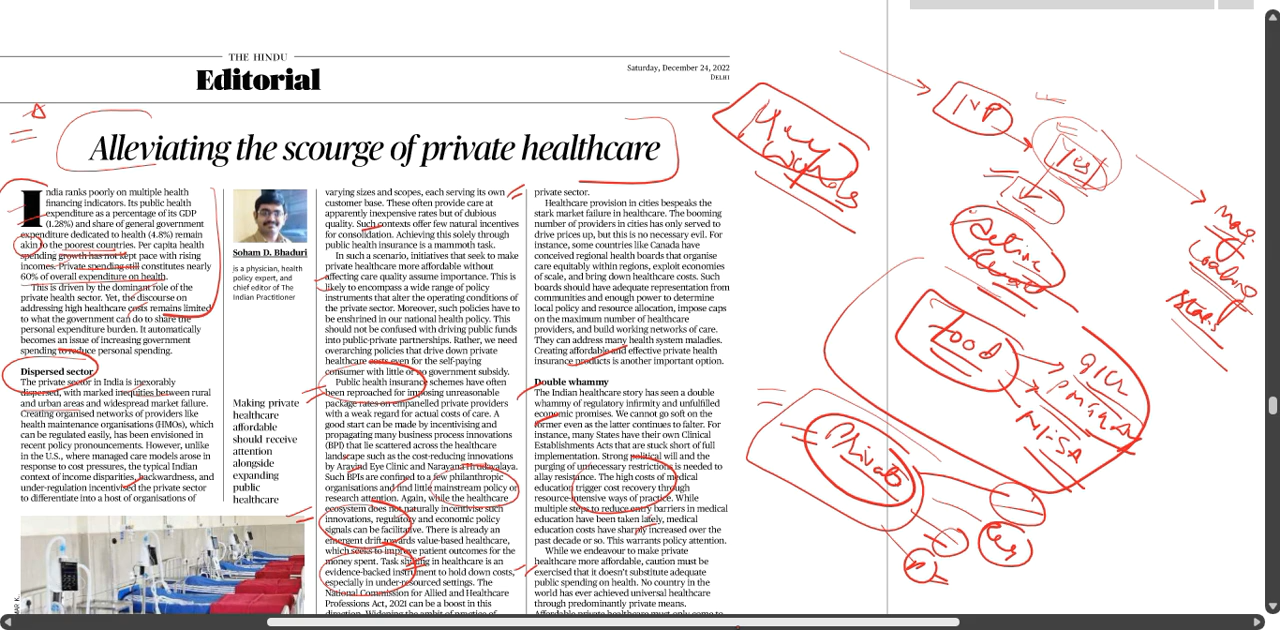 THE HINDU
Editorial
Saturday, December 24, 2022
DELHI
Alleviating the scourge of private healthcare
India ranks poorly on multiple health
financing indicators. Its public health
expenditure as a percentage of its GDP
(1.28%) and share of general government
expenditure dedicated to health (4.8%) remain
akin to the poorest countries. Per capita health
spending growth has not kept pace with rising
incomes. Private spending still constitutes nearly
60% of overall expenditure on health.
This is driven by the dominant role of the
private health sector. Yet, the discourse on
addressing high healthcare costs remains limited
to what the government can do to share the
personal expenditure burden. It automatically
becomes an issue of increasing government
spending to reduce personal spending.
Dispersed sector
The private sector in India is inexorably
dispersed, with marked inequities between rural
and urban areas and widespread market failure.
Creating organised networks of providers like
health maintenance organisations (HMOs), which
can be regulated easily, has been envisioned in
recent policy pronouncements. However, unlike
in the U.S., where managed care models arose in
response to cost pressures, the typical Indian
context of income disparities, backwardness, and
under-regulation incentivised the private sector
to differentiate into a host of organisations of
Soham D. Bhaduri
is a physician, health
policy expert, and
chief editor of The
Indian Practitioner
Making private
healthcare
affordable
should receive
attention
alongside
expanding
public
healthcare
varying sizes and scopes, each serving its own
customer base. These often provide care at
apparently inexpensive rates but of dubious
quality. Such contexts offer few natural incentives
for consolidation. Achieving this solely through
public health insurance is a mammoth task.
In such a scenario, initiatives that seek to make
private healthcare more affordable without
affecting care quality assume importance. This is
likely to encompass a wide range of policy
instruments that alter the operating conditions of
the private sector. Moreover, such policies have to
be enshrined in our national health policy. This
should not be confused with driving public funds
into public-private partnerships. Rather, we need
overarching policies that drive down private
healthcare costs even for the self-paying
consumer with little or no government subsidy.
Public health insurance schemes have often
been reproached for imposing unreasonable
package rates on empanelled private providers
with a weak regard for actual costs of care. A
good start can be made by incentivising and
propagating many business process innovations
(BPI) that lie scattered across the healthcare
landscape such as the cost-reducing innovations
by Aravind Eye Clinic and Narayana Hrudayalaya.
Such BPIs are confined to a few philanthropic
organisations and find little mainstream policy or
research attention. Again, while the healthcare
ecosystem does not naturally incentivise such
innovations, regulatory and economic policy
signals can be facilitative. There is already an
emergent drift towards value-based healthcare,
which seeks to improve patient outcomes for the
money spent. Task shifting in healthcare is an
evidence-backed instrument to hold down costs,
especially in under-resourced settings. The
National Commission for Allied and Healthcare
Professions Act, 2021 can be a boost in this
direction. Widening the ambit of practice of
private sector.
Healthcare provision in cities bespeaks the
stark market failure in healthcare. The booming
number of providers in cities has only served to
drive prices up, but this is no necessary evil. For
instance, some countries like Canada have
conceived regional health boards that organise
care equitably within regions, exploit economies
of scale, and bring down healthcare costs. Such
boards should have adequate representation from
communities and enough power to determine
local policy and resource allocation, impose caps
on the maximum number of healthcare
providers, and build working networks of care.
They can address many health system maladies.
Creating affordable and effective private health
insurance products is another important option.
Double whammy
The Indian healthcare story has seen a double
whammy of regulatory infirmity and unfulfilled
economic promises. We cannot go soft on the
former even as the latter continues to falter. For
instance, many States have their own Clinical
Establishments Acts that are stuck short of full
implementation. Strong political will and the
purging of unnecessary restrictions is needed to
allay resistance. The high costs of medical
education trigger cost recovery through
resource-intensive ways of practice. While
multiple steps to reduce entry barriers in medical
education have been taken lately, medical
education costs have sharply increased over the
past decade or so. This warrants policy attention.
While we endeavour to make private
healthcare more affordable, caution must be
exercised that it doesn't substitute adequate
public spending on health. No country in the
world has ever achieved universal healthcare
through predominantly private means.
Yes
food
Private